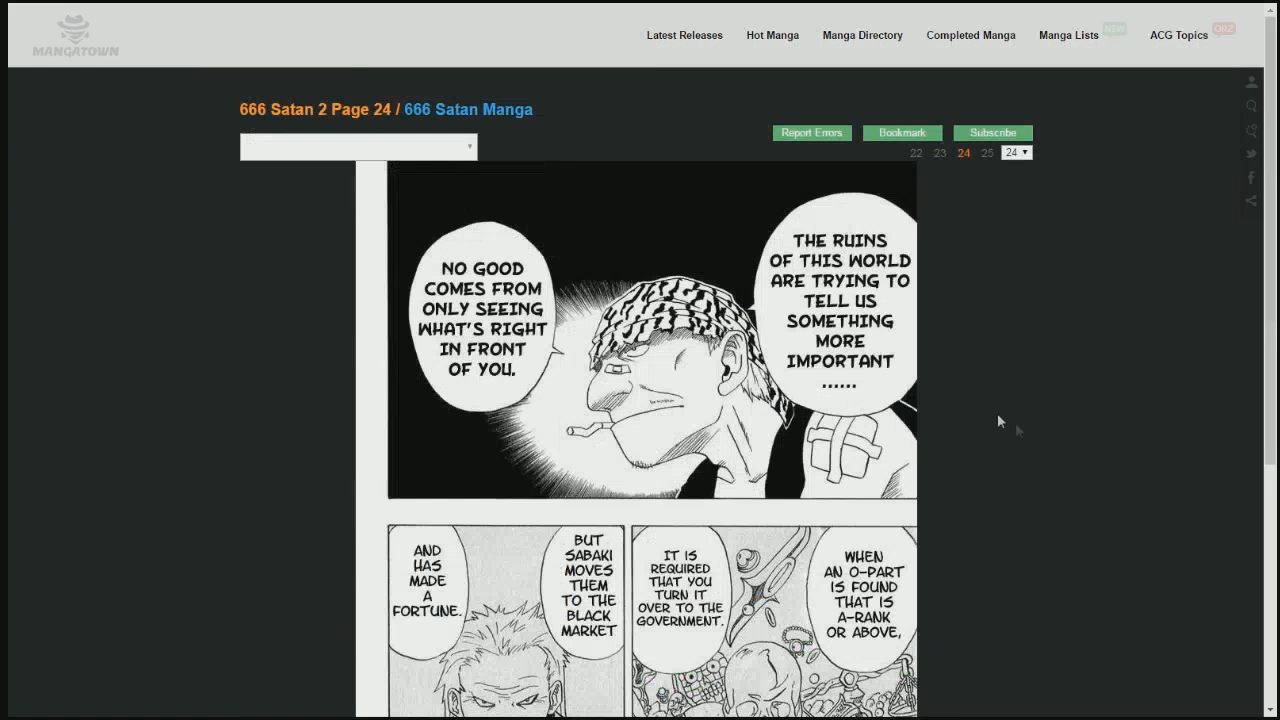 MANGATOWN
Latest Releases
Hot Manga
Manga Directory
Completed Manga
Manga Lists
NEW
ACG Topics
ORZ
666 Satan 2 Page 24 / 666 Satan Manga
Report Errors
Bookmark
Subscribe
22 23 24 25 24
THE RUINS
OF THIS WORLD
ARE TRYING TO
TELL US
SOMETHING
MORE
IMPORTANT
......
NO GOOD
COMES FROM
ONLY SEEING
WHAT'S RIGHT
IN FRONT
OF YOU.
WHEN
AN O-PART
IS FOUND
THAT IS
A-RANK
OR ABOVE,
IT IS
REQUIRED
THAT YOU
TURN IT
OVER TO THE
GOVERNMENT.
BUT
SABAKI
MOVES
THEM
TO THE
BLACK
MARKET
AND
HAS
MADE
A
FORTUNE.